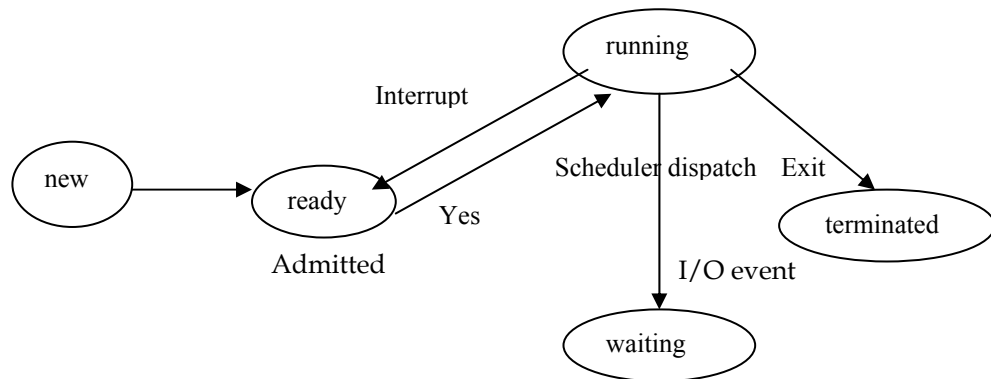 running
Interrupt
Scheduler dispatch
Exit
new
ready
Yes
terminated
Admitted
I/O event
waiting